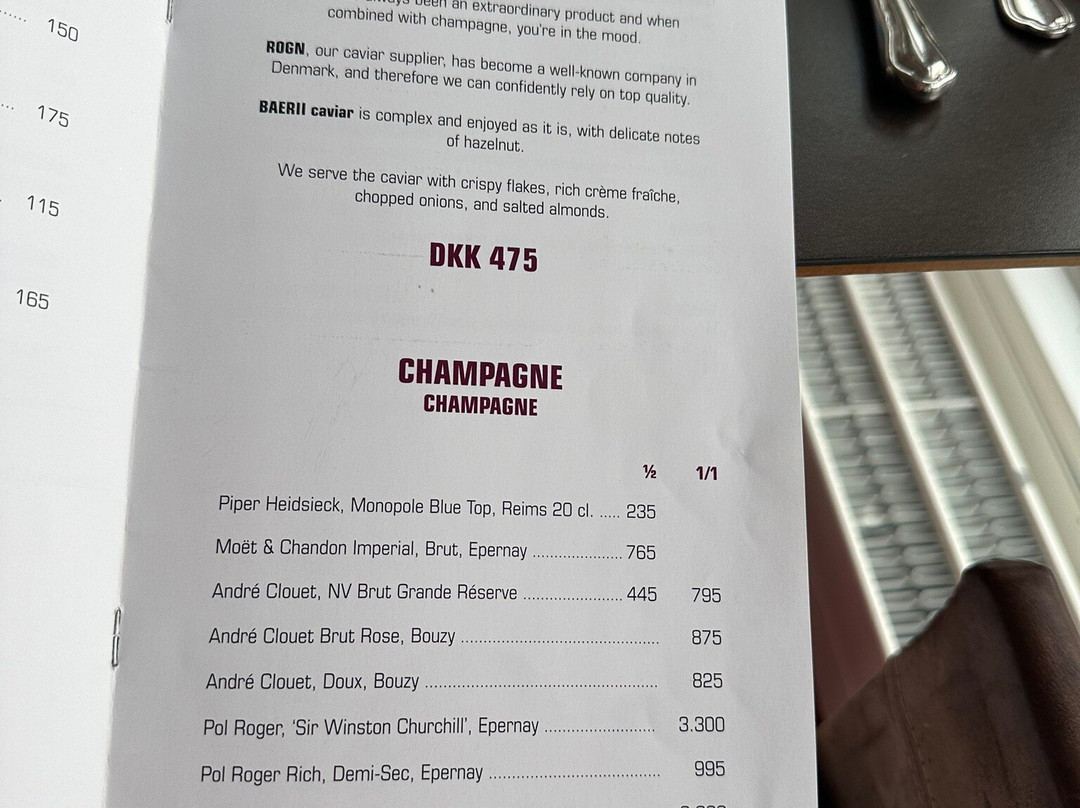 150
175
115
165
been an extraordinary product and when
combined with champagne, you're in the mood.
ROGN, our caviar supplier, has become a well-known company in
Denmark, and therefore we can confidently rely on top quality.
BAERII caviar is complex and enjoyed as it is, with delicate notes
of hazelnut.
We serve the caviar with crispy flakes, rich crème fraîche,
chopped onions, and salted almonds.
DKK 475
CHAMPAGNE
CHAMPAGNE
½ 1/1
Piper Heidsieck, Monopole Blue Top, Reims 20 cl. ..... 235
Moët & Chandon Imperial, Brut, Epernay ...................... 765
André Clouet, NV Brut Grande Réserve ........................ 445 795
André Clouet Brut Rose, Bouzy ................................................ 875
André Clouet, Doux, Bouzy ........................................................ 825
Pol Roger, 'Sir Winston Churchill', Epernay ........................... 3.300
Pol Roger Rich, Demi-Sec, Epernay ......................................... 995